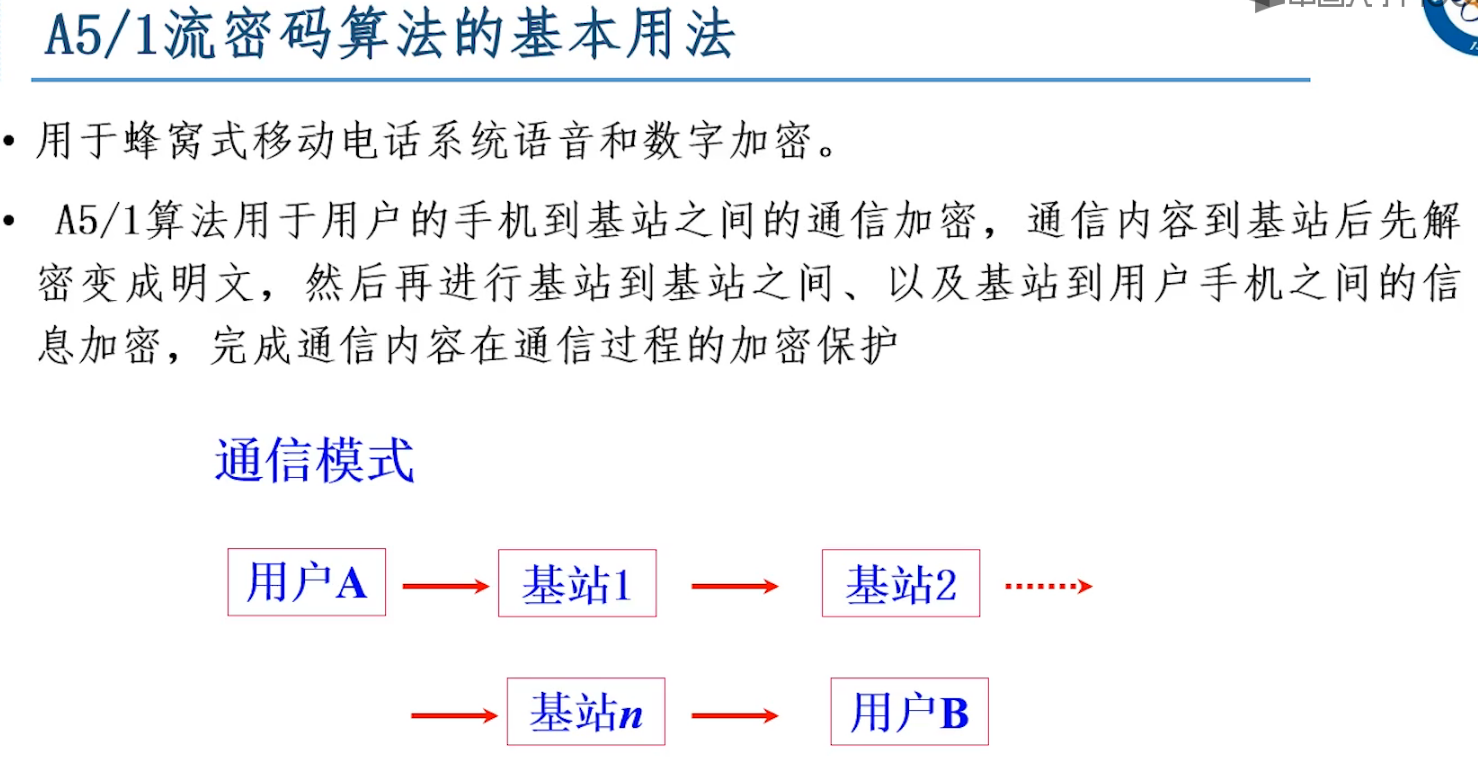 A5/1流密码算法的基本用法
• 用于蜂窝式移动电话系统语音和数字加密。
• A5/1算法用于用户的手机到基站之间的通信加密，通信内容到基站后先解
密变成明文，然后再进行基站到基站之间、以及基站到用户手机之间的信
息加密，完成通信内容在通信过程的加密保护
通信模式
用户A 基站1 基站2
基站n 用户B